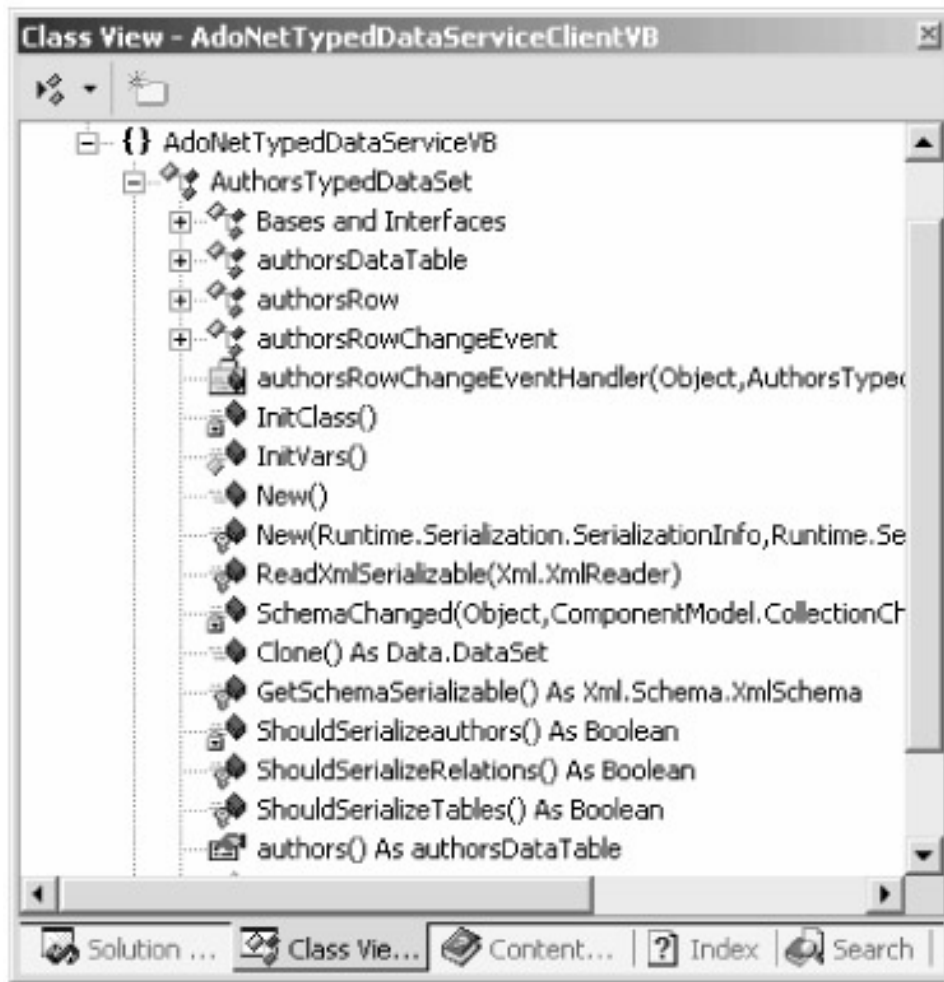 Class View - AdoNetTypedDataServiceClientVB
{} AdoNetTypedDataServiceVB
AuthorsTypedDataSet
Bases and Interfaces
authorsDataTable
authorsRow
authorsRowChangeEvent
authorsRowChangeEventHandler(Object,AuthorsTyped
InitClass()
InitVars()
New()
New(Runtime.Serialization.SerializationInfo,Runtime.Se
ReadXmlSerializable(Xml.XmlReader)
SchemaChanged(Object,ComponentModel.CollectionCh
Clone() As Data.DataSet
GetSchemaSerializable() As Xml.Schema.XmlSchema
ShouldSerializeauthors() As Boolean
ShouldSerializeRelations() As Boolean
ShouldSerializeTables() As Boolean
authors() As authorsDataTable
Solution ... Class Vie... Content... Index Search